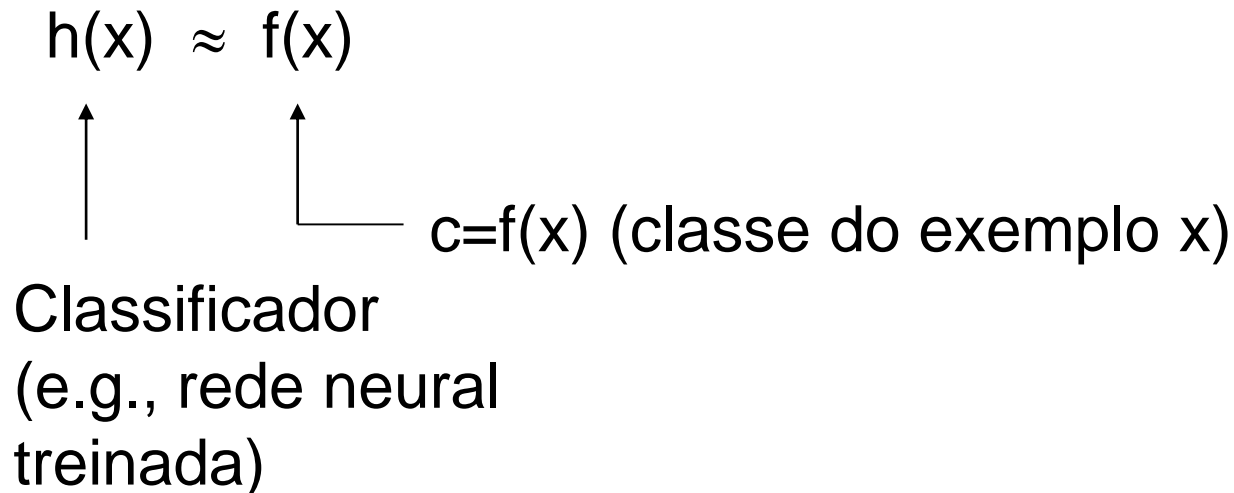 h(x) ≈ f(x)
c=f(x) (classe do exemplo x)
Classificador
(e.g., rede neural
treinada)